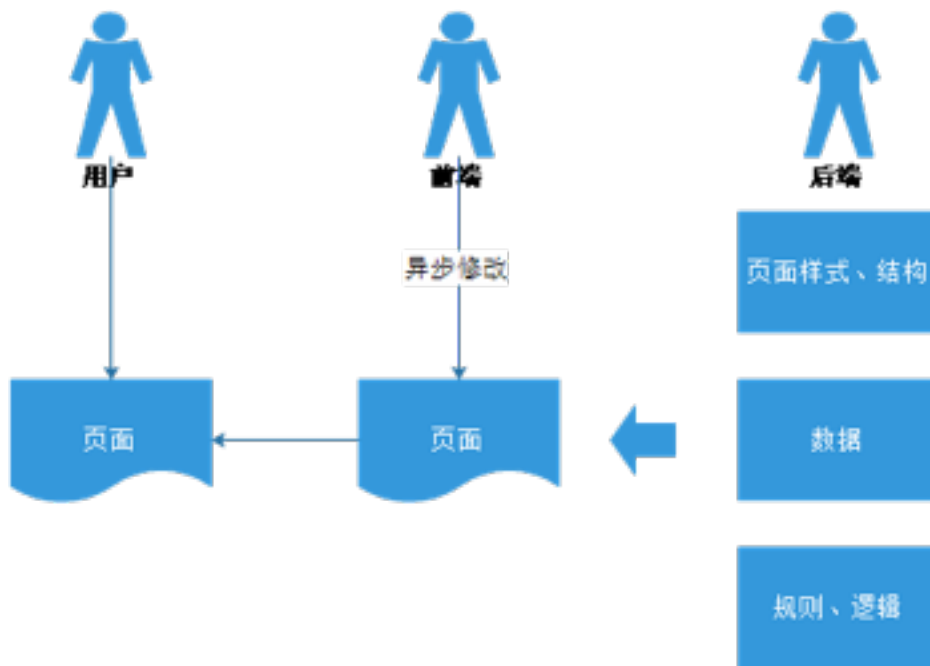 用户
前端
后端
异步修改
页面样式、结构
页面
页面
数据
规则、逻辑